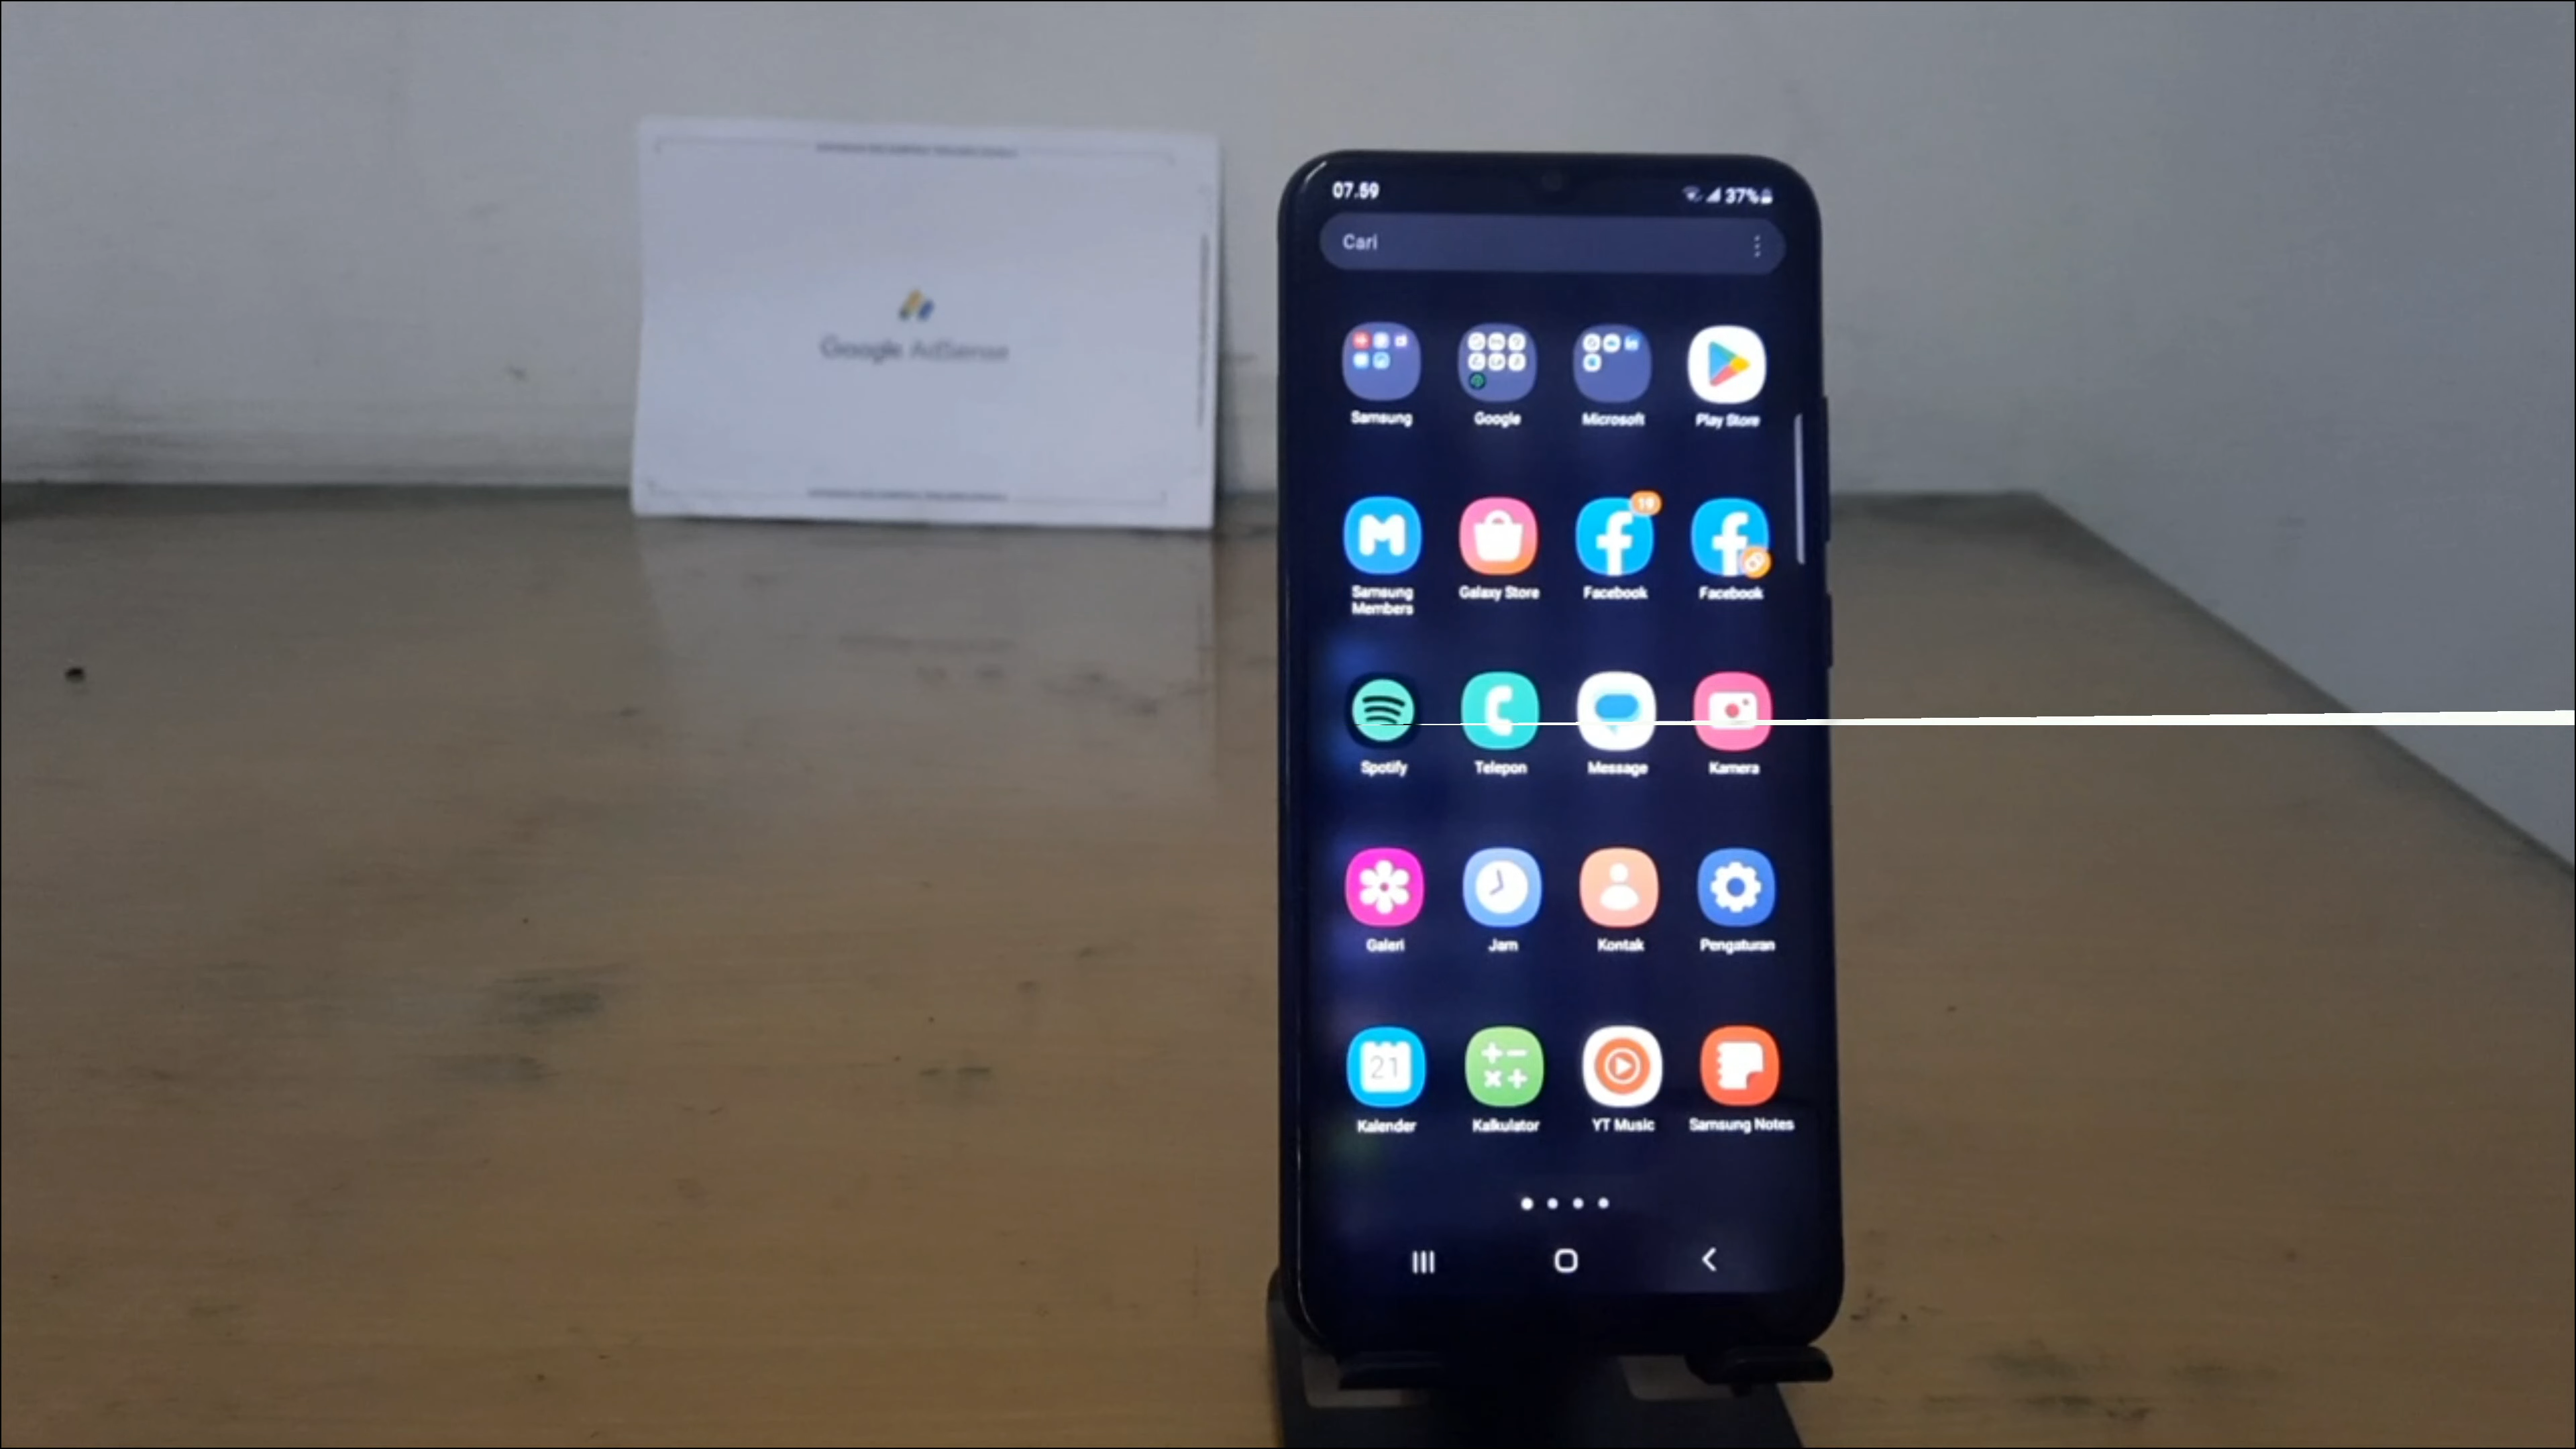 Google AdSense
07.59
37%
Cari
Samsung
Google
Microsoft
Play Store
Samsung Members
Galaxy Store
19
Facebook
Facebook
Spotify
Telepon
Message
Kamera
Galeri
Jam
Kontak
Pengaturan
21
Kalender
Kalkulator
YT Music
Samsung Notes